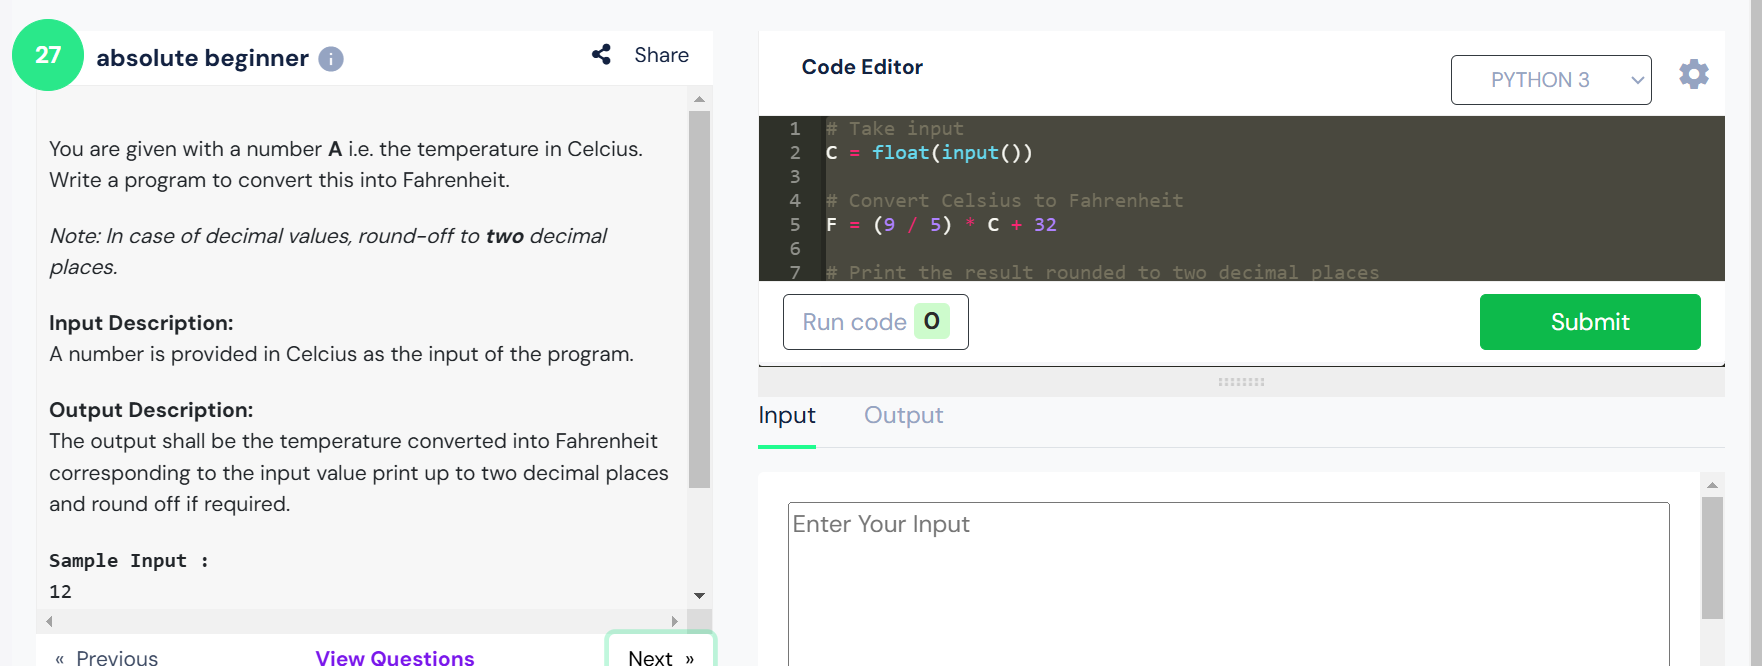 27
absolute beginner
Share
You are given with a number A i.e. the temperature in Celcius.
Write a program to convert this into Fahrenheit.
Note: In case of decimal values, round-off to two decimal
places.
Input Description:
A number is provided in Celcius as the input of the program.
Output Description:
The output shall be the temperature converted into Fahrenheit
corresponding to the input value print up to two decimal places
and round off if required.
Sample Input :
12
« Previous
View Questions
Next »
Code Editor
PYTHON 3
1 # Take input
2 C = float(input())
3
4 # Convert Celsius to Fahrenheit
5 F = (9 / 5) * C + 32
6
7 # Print the result rounded to two decimal places
Run code 0
Submit
Input Output
Enter Your Input